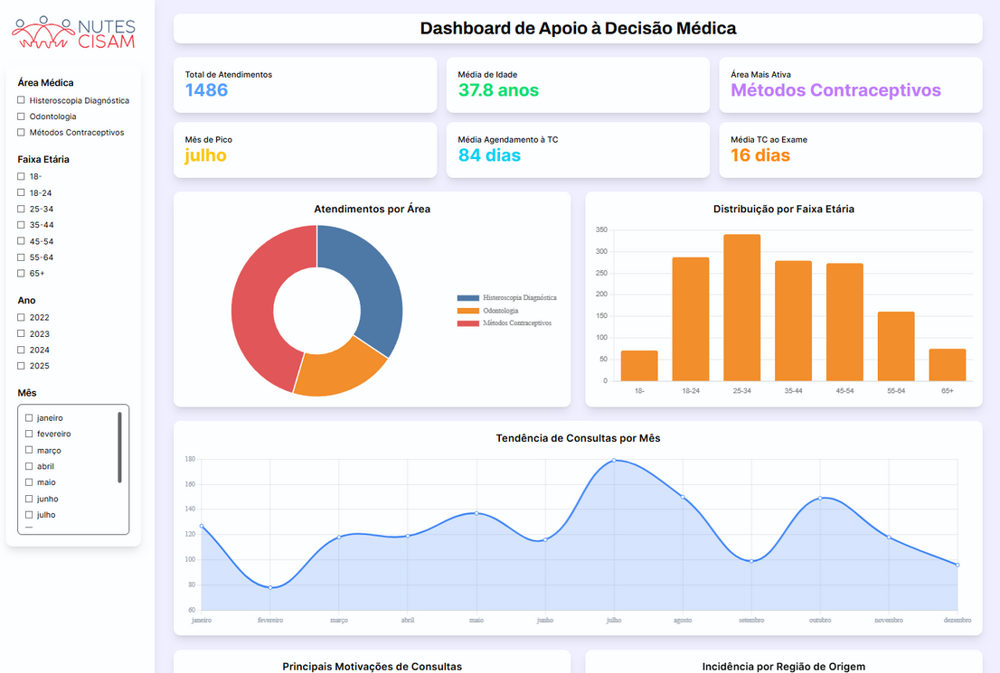 NUTES
CISAM
Área Médica
Histeroscopia Diagnóstica
Odontologia
Métodos Contraceptivos
Faixa Etária
18-
18-24
25-34
35-44
45-54
55-64
65+
Ano
2022
2023
2024
2025
Mês
janeiro
fevereiro
março
abril
maio
junho
julho
Dashboard de Apoio à Decisão Médica
Total de Atendimentos
1486
Média de Idade
37.8 anos
Área Mais Ativa
Métodos Contraceptivos
Mês de Pico
julho
Média Agendamento à TC
84 dias
Média TC ao Exame
16 dias
Atendimentos por Área
Histeroscopia Diagnóstica
Odontologia
Métodos Contraceptivos
Distribuição por Faixa Etária
350
300
250
200
150
100
50
0
18-
18-24
25-34
35-44
45-54
55-64
65+
Tendência de Consultas por Mês
180
160
140
120
100
80
60
janeiro
fevereiro
março
abril
maio
junho
julho
agosto
setembro
outubro
novembro
dezembro
Principais Motivações de Consultas
Incidência por Região de Origem